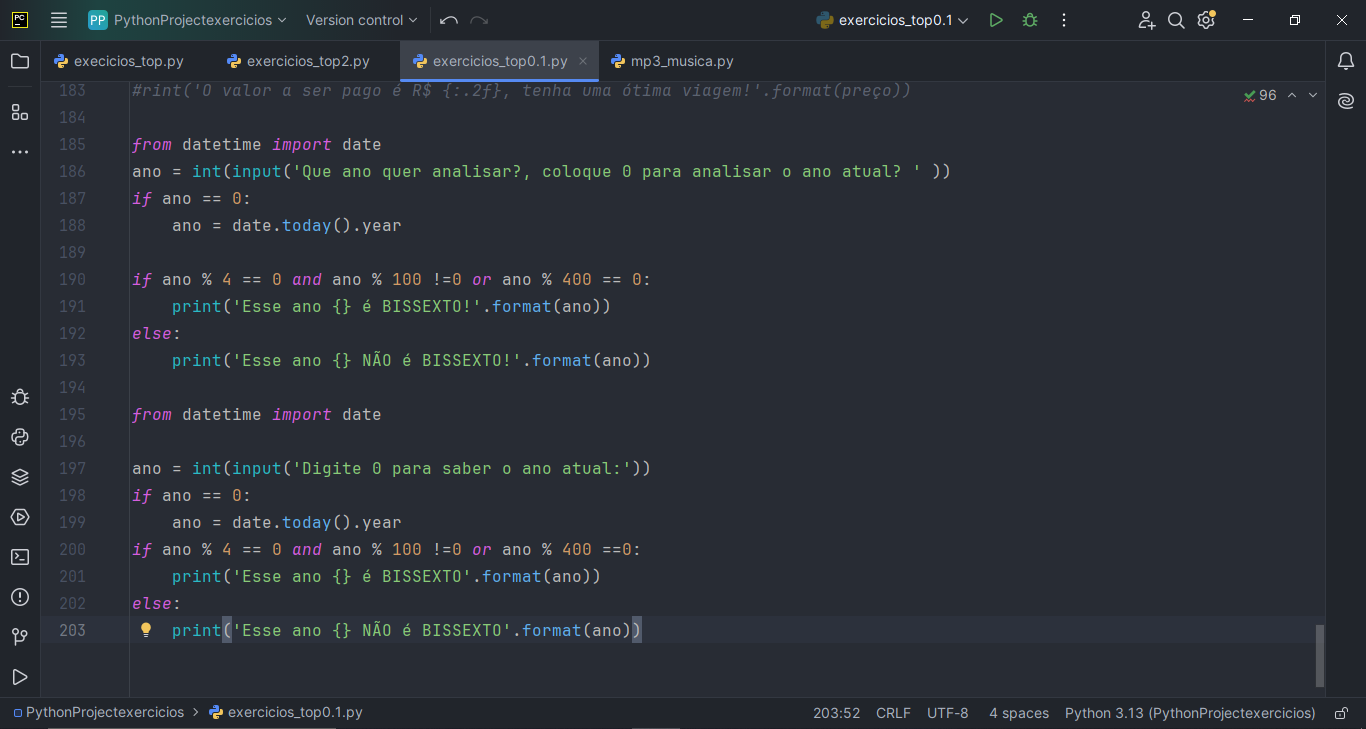 PC PP PythonProjectexercicios Version control exercicios_top0.1
execicios_top.py exercicios_top2.py exercicios_top0.1.py mp3_musica.py
183 #rint('O valor a ser pago é R$ {:.2f}, tenha uma ótima viagem!'.format(preço)) 96
184
185 from datetime import date
186 ano = int(input('Que ano quer analisar?, coloque 0 para analisar o ano atual? ' ))
187 if ano == 0:
188     ano = date.today().year
189
190 if ano % 4 == 0 and ano % 100 !=0 or ano % 400 == 0:
191     print('Esse ano {} é BISSEXTO!'.format(ano))
192 else:
193     print('Esse ano {} NÃO é BISSEXTO!'.format(ano))
194
195 from datetime import date
196
197 ano = int(input('Digite 0 para saber o ano atual:'))
198 if ano == 0:
199     ano = date.today().year
200 if ano % 4 == 0 and ano % 100 !=0 or ano % 400 ==0:
201     print('Esse ano {} é BISSEXTO'.format(ano))
202 else:
203     print('Esse ano {} NÃO é BISSEXTO'.format(ano))
PythonProjectexercicios > exercicios_top0.1.py 203:52 CRLF UTF-8 4 spaces Python 3.13 (PythonProjectexercicios)